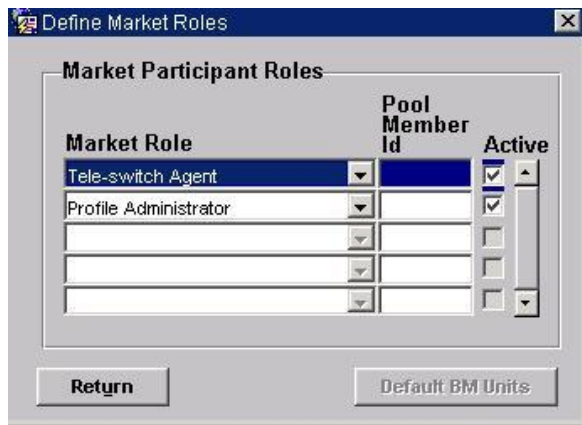 Define Market Roles
Market Participant Roles
Market Role
Pool
Member
Id
Active
Tele-switch Agent
Profile Administrator
Return
Default BM Units